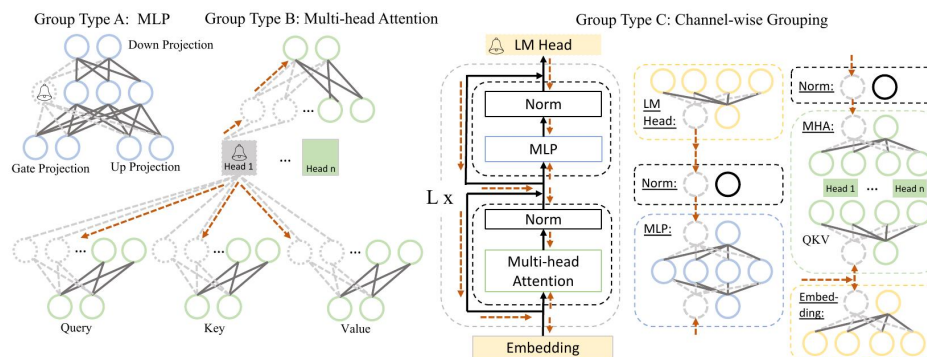 Group Type A: MLP
Down Projection
Gate Projection
Up Projection
Group Type B: Multi-head Attention
...
Head 1
...
Head n
...
...
...
Query
Key
Value
Group Type C: Channel-wise Grouping
LM Head
Norm
MLP
L x
Norm
Multi-head
Attention
Embedding
LM
Head:
Norm:
MLP:
Norm:
MHA:
Head 1
...
Head n
QKV
Embed-
ding: